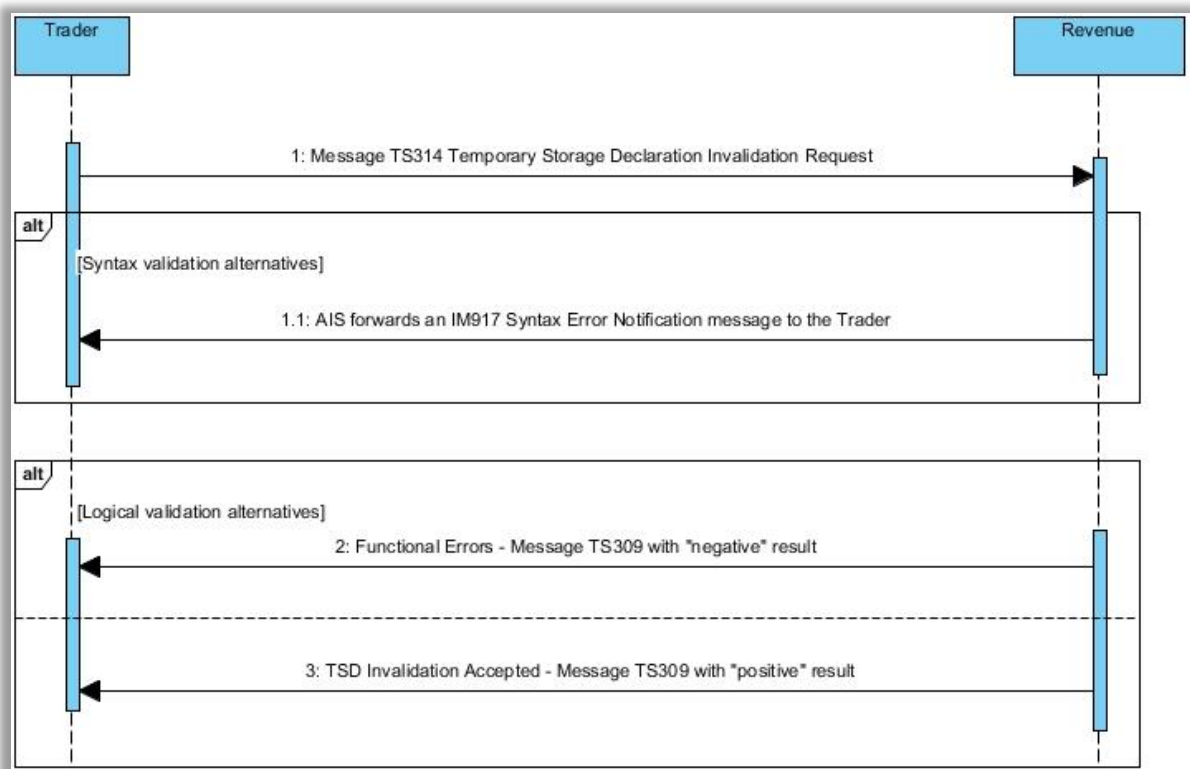 Trader
Revenue
1: Message TS314 Temporary Storage Declaration Invalidation Request
alt
[Syntax validation alternatives]
1.1: AIS forwards an IM917 Syntax Error Notification message to the Trader
alt
[Logical validation alternatives]
2: Functional Errors - Message TS309 with "negative" result
3: TSD Invalidation Accepted - Message TS309 with "positive" result